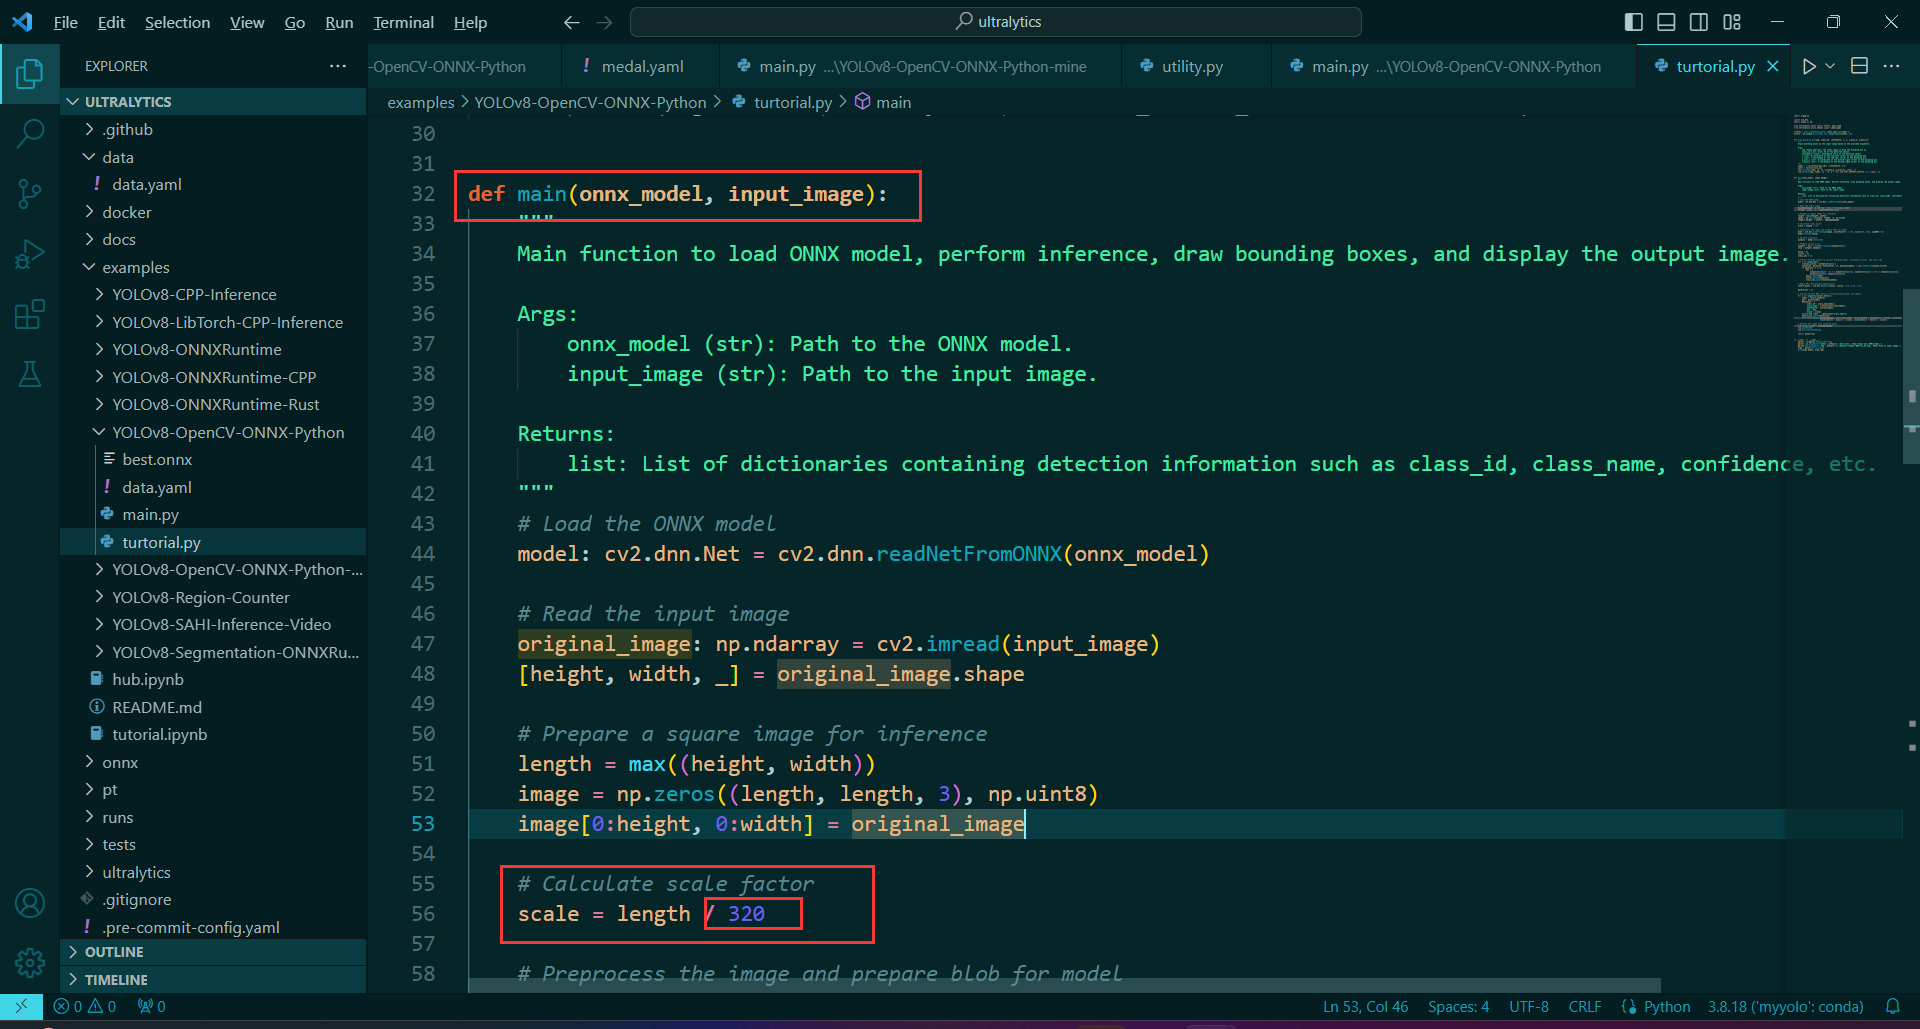 File Edit Selection View Go Run Terminal Help
ultralytics
EXPLORER
-OpenCV-ONNX-Python
! medal.yaml
main.py ...\YOLOv8-OpenCV-ONNX-Python-mine
utility.py
main.py ...\YOLOv8-OpenCV-ONNX-Python
turtorial.py
examples > YOLOv8-OpenCV-ONNX-Python > turtorial.py > main
ULTRALYTICS
.github
data
! data.yaml
docker
docs
examples
YOLOv8-CPP-Inference
YOLOv8-LibTorch-CPP-Inference
YOLOv8-ONNXRuntime
YOLOv8-ONNXRuntime-CPP
YOLOv8-ONNXRuntime-Rust
YOLOv8-OpenCV-ONNX-Python
best.onnx
! data.yaml
main.py
turtorial.py
YOLOv8-OpenCV-ONNX-Python-...
YOLOv8-Region-Counter
YOLOv8-SAHI-Inference-Video
YOLOv8-Segmentation-ONNXRu...
hub.ipynb
README.md
tutorial.ipynb
onnx
pt
runs
tests
ultralytics
.gitignore
! .pre-commit-config.yaml
OUTLINE
TIMELINE
30
31
32 def main(onnx_model, input_image):
33 """
34 Main function to load ONNX model, perform inference, draw bounding boxes, and display the output image.
35
36 Args:
37 onnx_model (str): Path to the ONNX model.
38 input_image (str): Path to the input image.
39
40 Returns:
41 list: List of dictionaries containing detection information such as class_id, class_name, confidence, etc.
42 """
43 # Load the ONNX model
44 model: cv2.dnn.Net = cv2.dnn.readNetFromONNX(onnx_model)
45
46 # Read the input image
47 original_image: np.ndarray = cv2.imread(input_image)
48 [height, width, _] = original_image.shape
49
50 # Prepare a square image for inference
51 length = max((height, width))
52 image = np.zeros((length, length, 3), np.uint8)
53 image[0:height, 0:width] = original_image
54
55 # Calculate scale factor
56 scale = length / 320
57
58 # Preprocess the image and prepare blob for model
0 0 0
Ln 53, Col 46 Spaces: 4 UTF-8 CRLF Python 3.8.18 ('myyolo': conda)